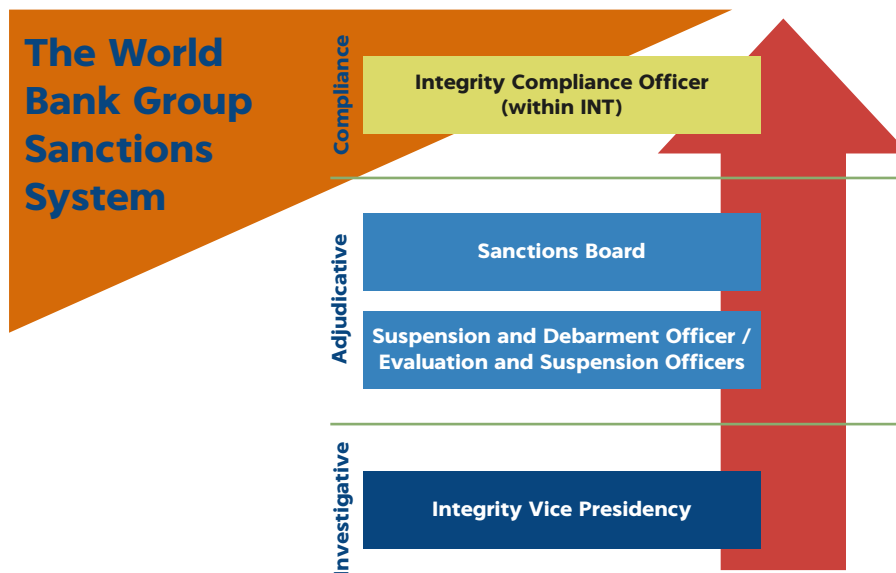 The World
Bank Group
Sanctions
System
Compliance
Integrity Compliance Officer
(within INT)
Adjudicative
Sanctions Board
Suspension and Debarment Officer /
Evaluation and Suspension Officers
Investigative
Integrity Vice Presidency